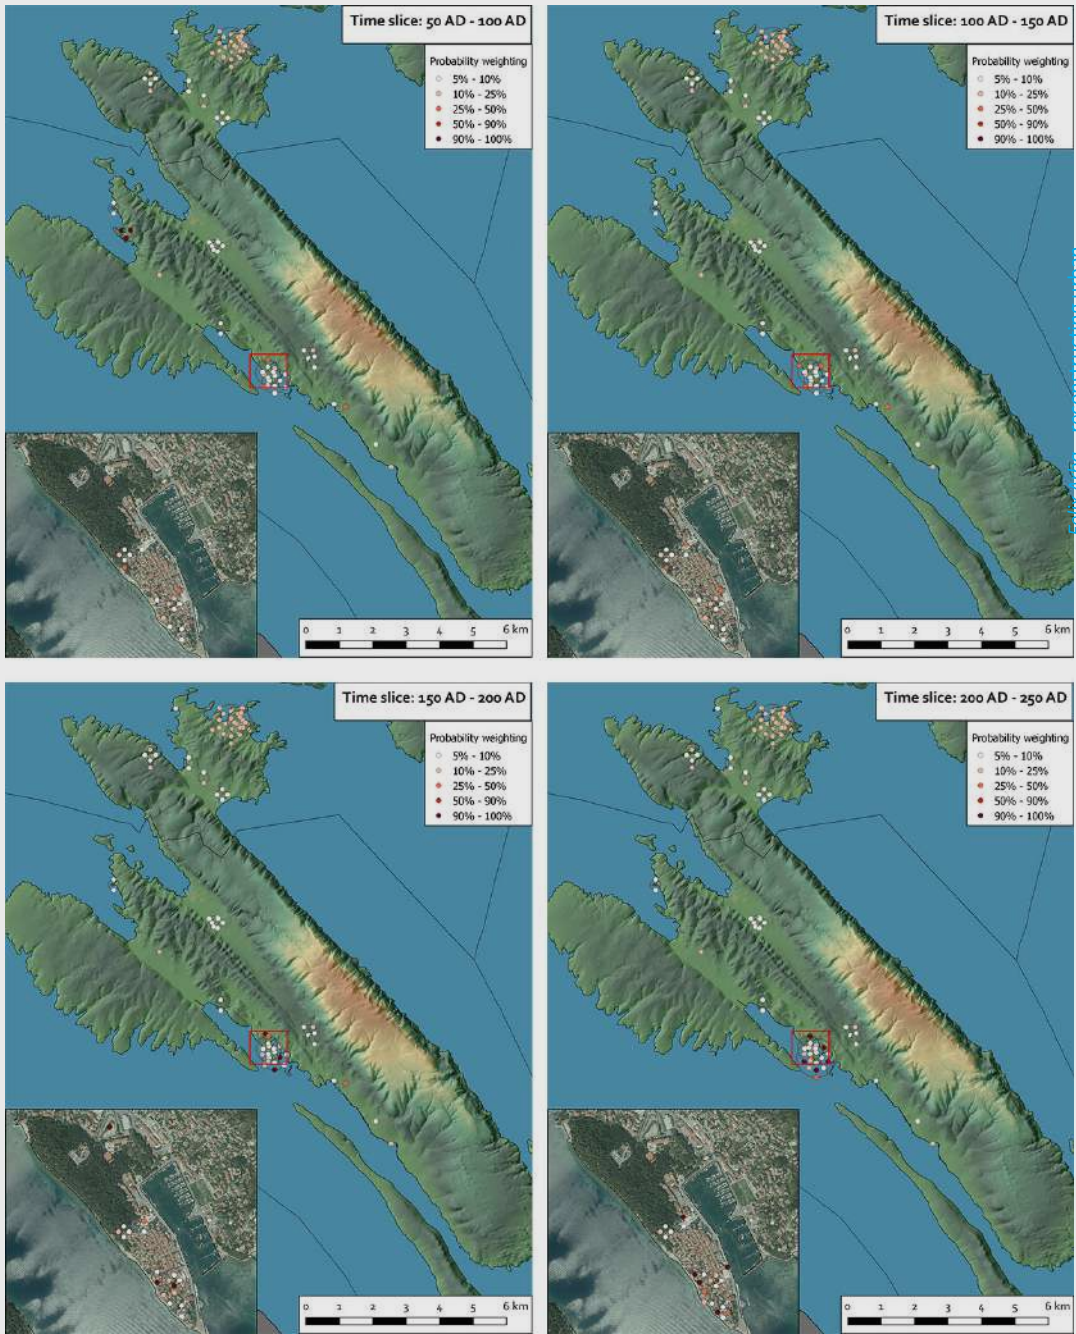 Time slice: 50 AD - 100 AD
Probability weighting
5% - 10%
10% - 25%
25% - 50%
50% - 90%
90% - 100%
0 1 2 3 4 5 6 km
Time slice: 100 AD - 150 AD
Probability weighting
5% - 10%
10% - 25%
25% - 50%
50% - 90%
90% - 100%
0 1 2 3 4 5 6 km
Time slice: 150 AD - 200 AD
Probability weighting
5% - 10%
10% - 25%
25% - 50%
50% - 90%
90% - 100%
0 1 2 3 4 5 6 km
Time slice: 200 AD - 250 AD
Probability weighting
5% - 10%
10% - 25%
25% - 50%
50% - 90%
90% - 100%
0 1 2 3 4 5 6 km